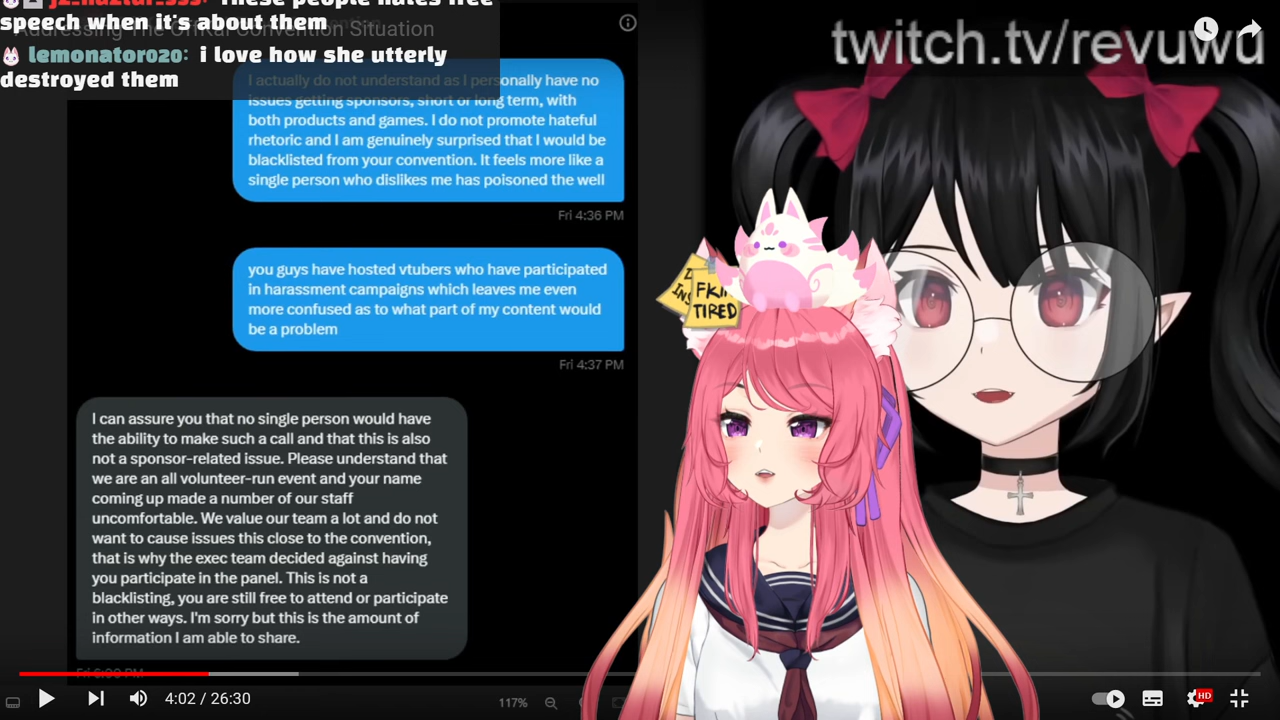 These people hates free
speech when it's about them
lemonator020: i love how she utterly
destroyed them
Convention Situation
twitch.tv/revuwu
I actually do not understand as I personally have no
issues getting sponsors, short or long term, with
both products and games. I do not promote hateful
rhetoric and I am genuinely surprised that I would be
blacklisted from your convention. It feels more like a
single person who dislikes me has poisoned the well
Fri 4:36 PM
you guys have hosted vtubers who have participated
in harassment campaigns which leaves me even
more confused as to what part of my content would
be a problem
Fri 4:37 PM
I can assure you that no single person would have
the ability to make such a call and that this is also
not a sponsor-related issue. Please understand that
we are an all volunteer-run event and your name
coming up made a number of our staff
uncomfortable. We value our team a lot and do not
want to cause issues this close to the convention,
that is why the exec team decided against having
you participate in the panel. This is not a
blacklisting, you are still free to attend or participate
in other ways. I'm sorry but this is the amount of
information I am able to share.
FKIN
TIRED
4:02 / 26:30
117%
HD